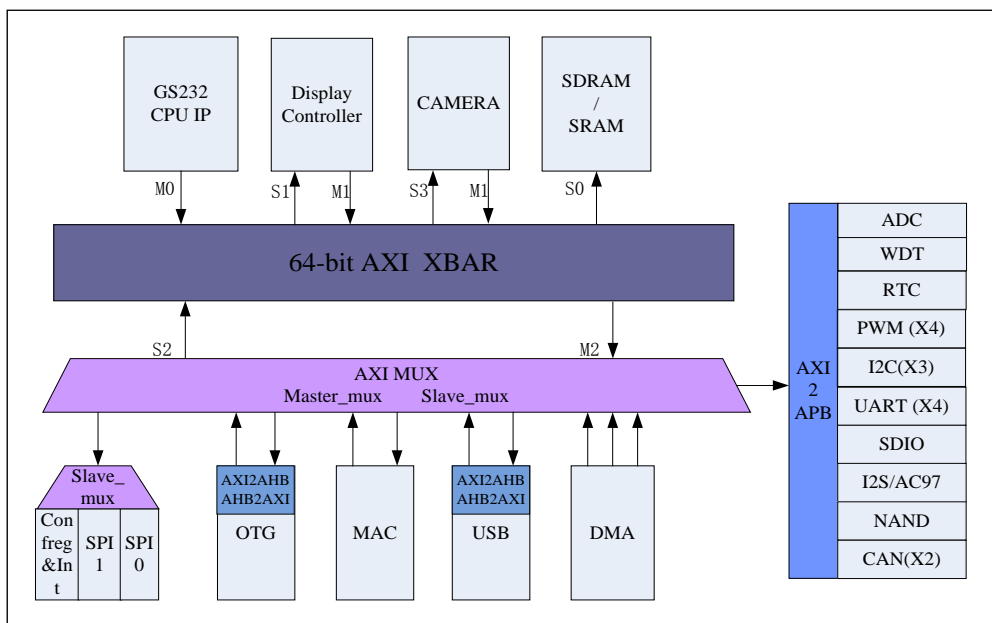 GS232
CPU IP
Display
Controller
CAMERA
SDRAM
/
SRAM
M0
S1
M1
S3
M1
S0
64-bit AXI XBAR
S2
M2
AXI MUX
Master_mux Slave_mux
AXI
2
APB
ADC
WDT
RTC
PWM (X4)
I2C(X3)
UART (X4)
SDIO
I2S/AC97
NAND
CAN(X2)
Slave_
mux
Con
freg
&In
t
SPI
1
SPI
0
AXI2AHB
AHB2AXI
OTG
MAC
AXI2AHB
AHB2AXI
USB
DMA